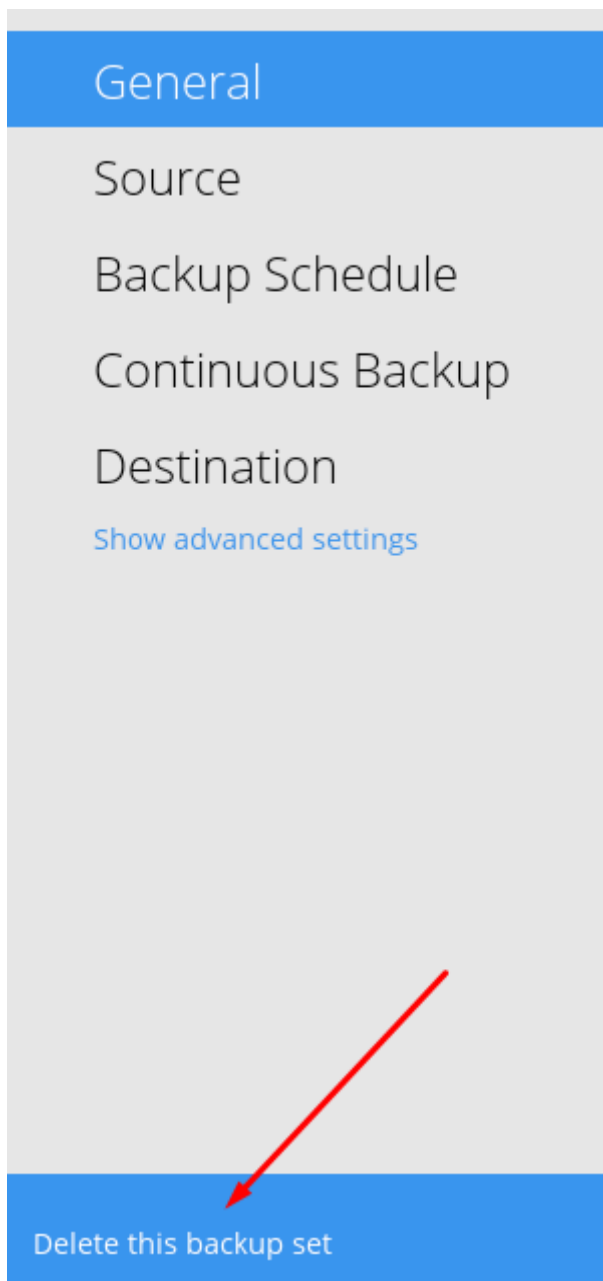 General
Source
Backup Schedule
Continuous Backup
Destination
Show advanced settings
Delete this backup set